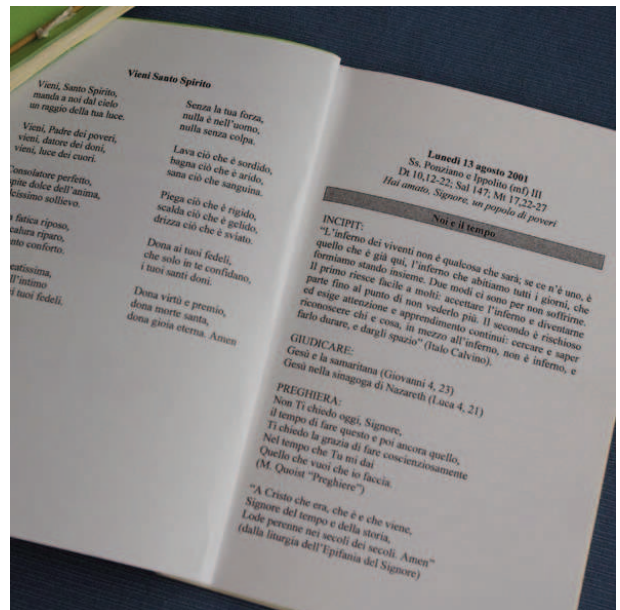 Vieni Santo Spirito
Vieni, Santo Spirito,
manda a noi dal cielo
un raggio della tua luce.
Vieni, Padre dei poveri,
vieni, datore dei doni,
vieni, luce dei cuori.
Consolatore perfetto,
dolce dell'anima,
sollievo.
fatica riposo,
riparo,
conforto.
tuoi fedeli.
Senza la tua forza,
nulla è nell'uomo,
nulla senza colpa.
Lava ciò che è sordido,
bagna ciò che è arido,
sana ciò che sanguina.
Piega ciò che è rigido,
scalda ciò che è gelido,
drizza ciò che è sviato.
Dona ai tuoi fedeli,
che solo in te confidano,
i tuoi santi doni.
Dona virtù e premio,
dona morte santa,
dona gioia eterna. Amen
Lunedì 13 agosto 2001
Ss. Ponziano e Ippolito (mf) III
Dt 10,12-22; Sal 147; Mt 17,22-27
Hai amato, Signore, un popolo di poveri
Noi e il tempo
INCIPIT:
"L'inferno dei viventi non è qualcosa che sarà; se ce n'è uno, è
quello che è già qui, l'inferno che abitiamo tutti i giorni, che
formiamo stando insieme. Due modi ci sono per non soffrirne.
Il primo riesce facile a molti: accettare l'inferno e diventarne
parte fino al punto di non vederlo più. Il secondo è rischioso
ed esige attenzione e apprendimento continui: cercare e saper
riconoscere chi e cosa, in mezzo all'inferno, non è inferno, e
farlo durare, e dargli spazio" (Italo Calvino).
GIUDICARE:
Gesù e la samaritana (Giovanni 4, 23)
Gesù nella sinagoga di Nazareth (Luca 4, 21)
PREGHIERA:
Non Ti chiedo oggi, Signore,
il tempo di fare questo e poi ancora quello,
Ti chiedo la grazia di fare coscienziosamente
Nel tempo che Tu mi dai
Quello che vuoi che io faccia
(M. Quoist "Preghiere")
"A Cristo che era, che è e che viene,
Signore del tempo e della storia,
Lode perenne nei secoli dei secoli. Amen"
(dalla liturgia dell'Epifania del Signore)